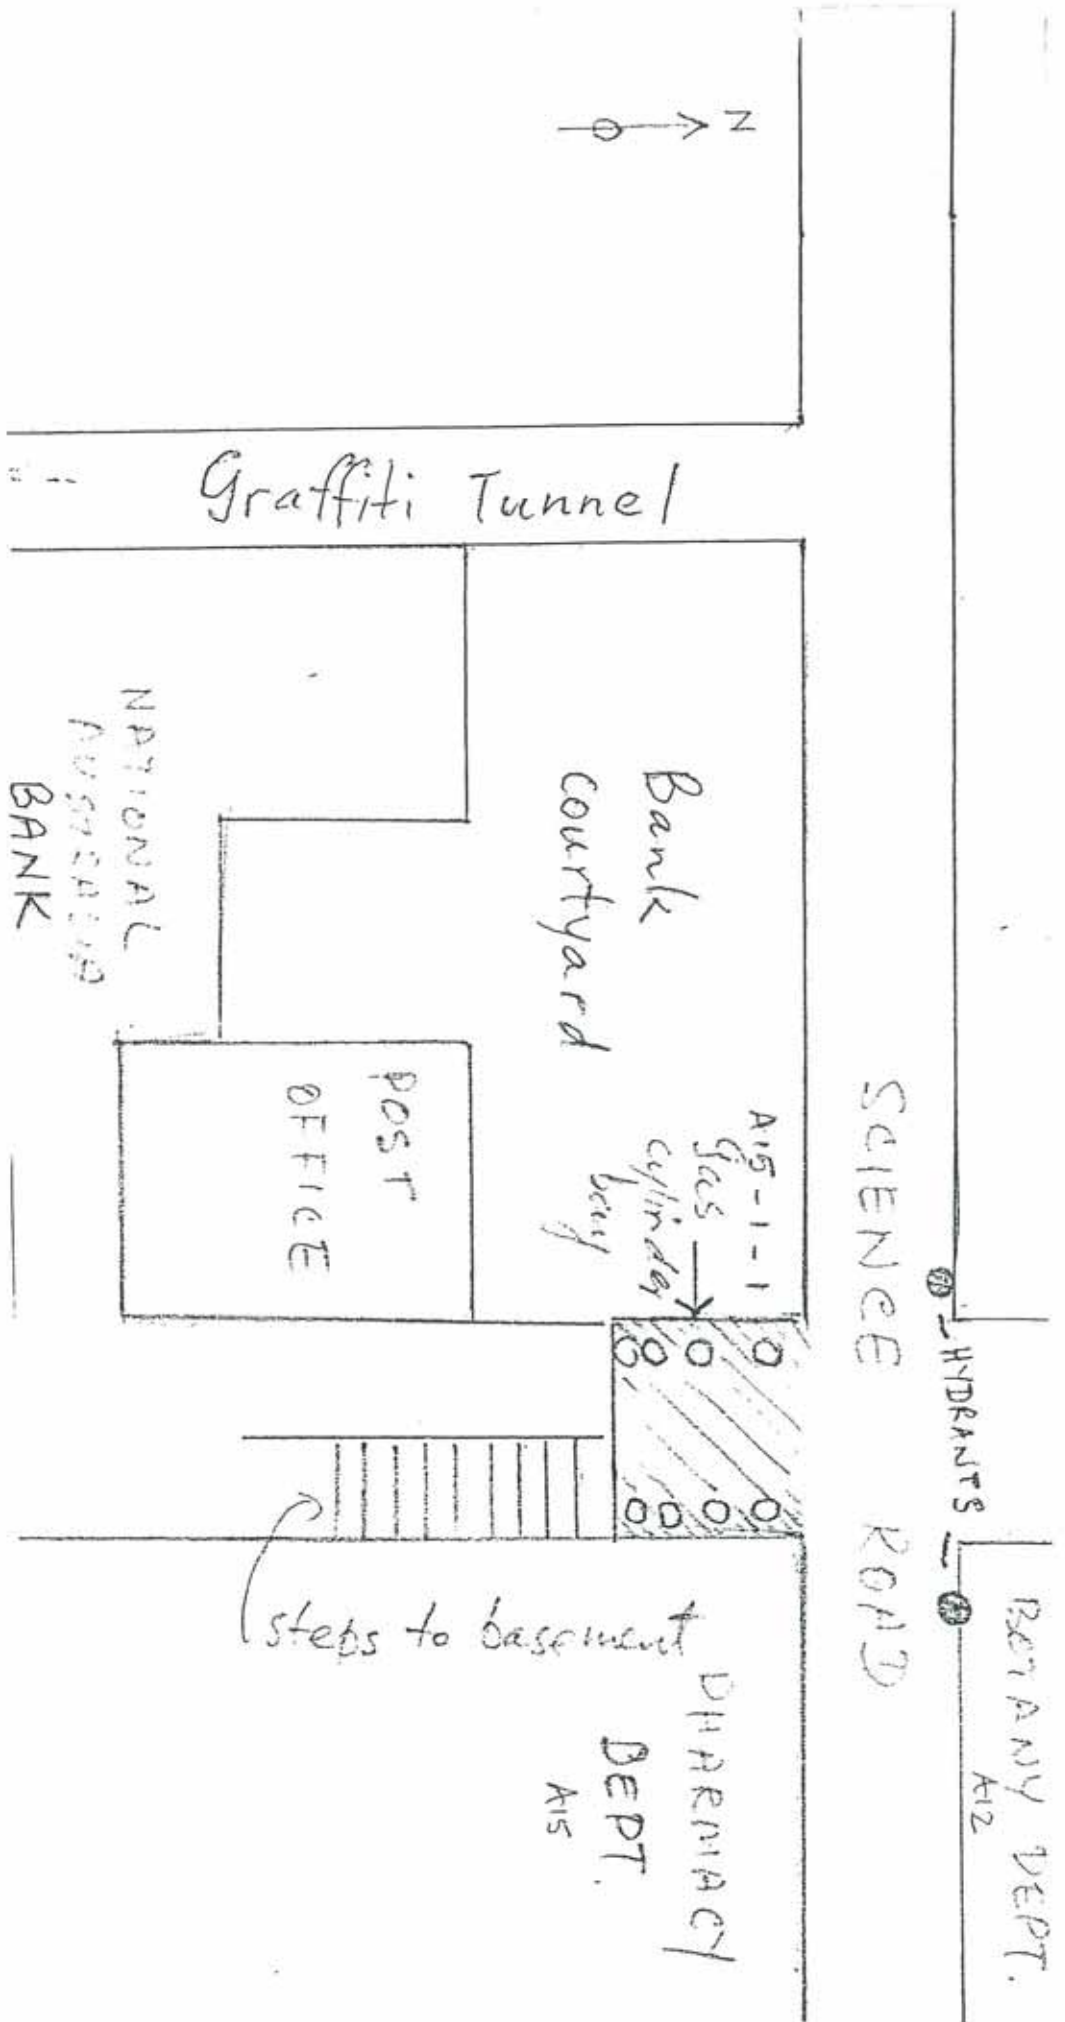 N
Graffiti Tunnel
Bank
Courtyard
NATIONAL
AUSTRALIA
BANK
POST
OFFICE
A15-1-1
gas
cylinder
bay
SCIENCE ROAD
HYDRANTS
BOTANY DEPT.
A12
steps to basement
PHARMACY
DEPT.
A15